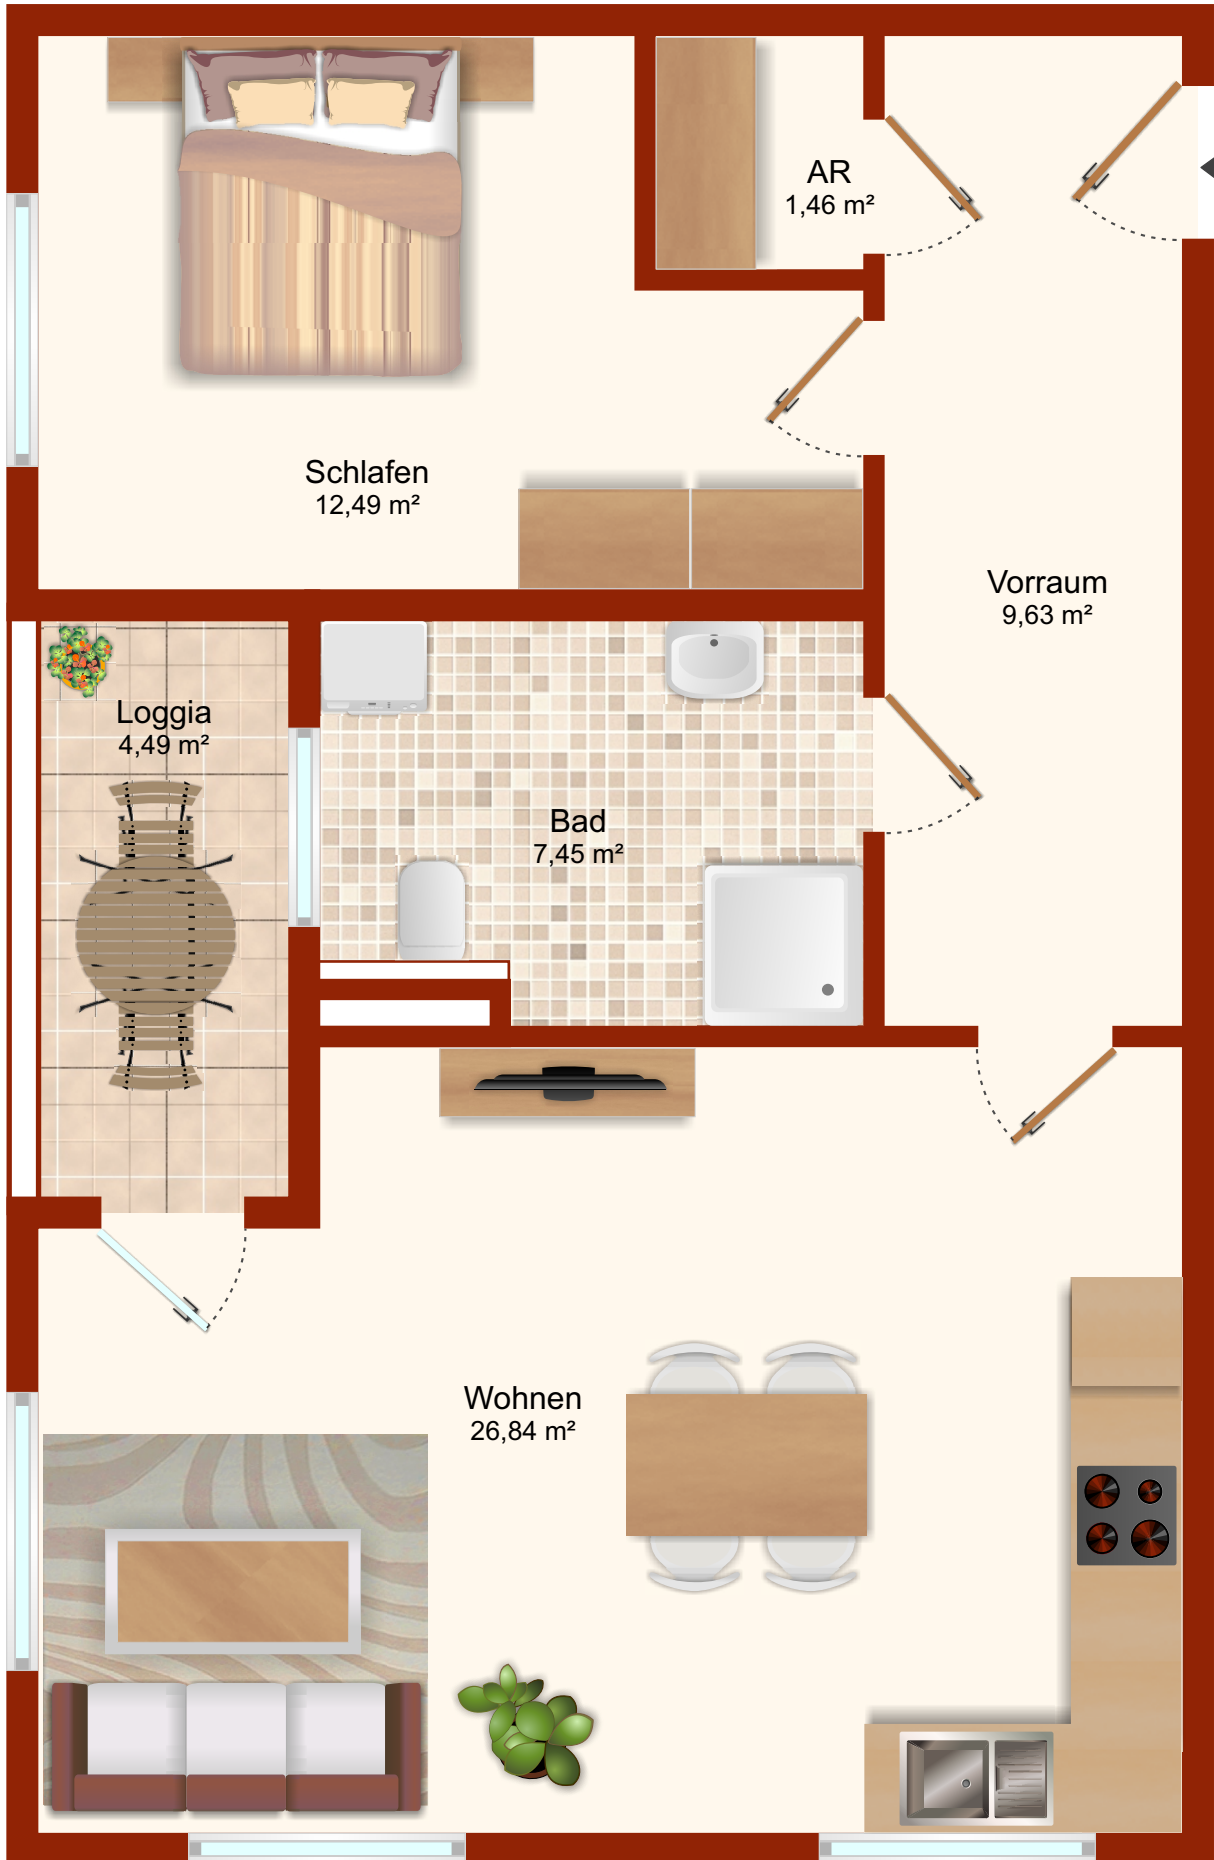 AR
1,46 m²
Schlafen
12,49 m²
Vorraum
9,63 m²
Loggia
4,49 m²
Bad
7,45 m²
Wohnen
26,84 m²